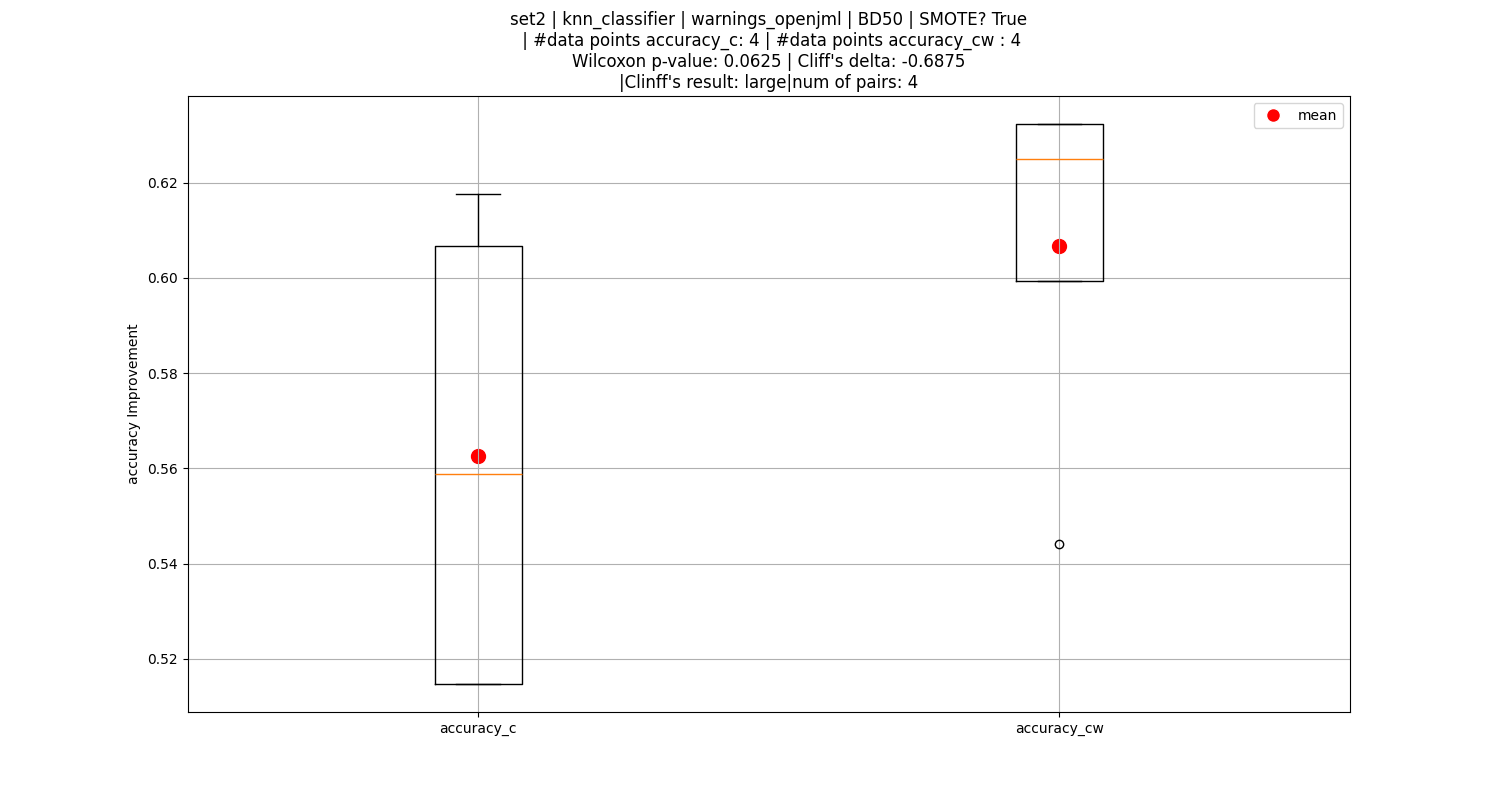 set2 | knn_classifier | warnings_openjml | BD50 | SMOTE? True
| #data points accuracy_c: 4 | #data points accuracy_cw : 4
Wilcoxon p-value: 0.0625 | Cliff's delta: -0.6875
|Clinff's result: large|num of pairs: 4
mean
accuracy Improvement
0.62
0.60
0.58
0.56
0.54
0.52
accuracy_c
accuracy_cw